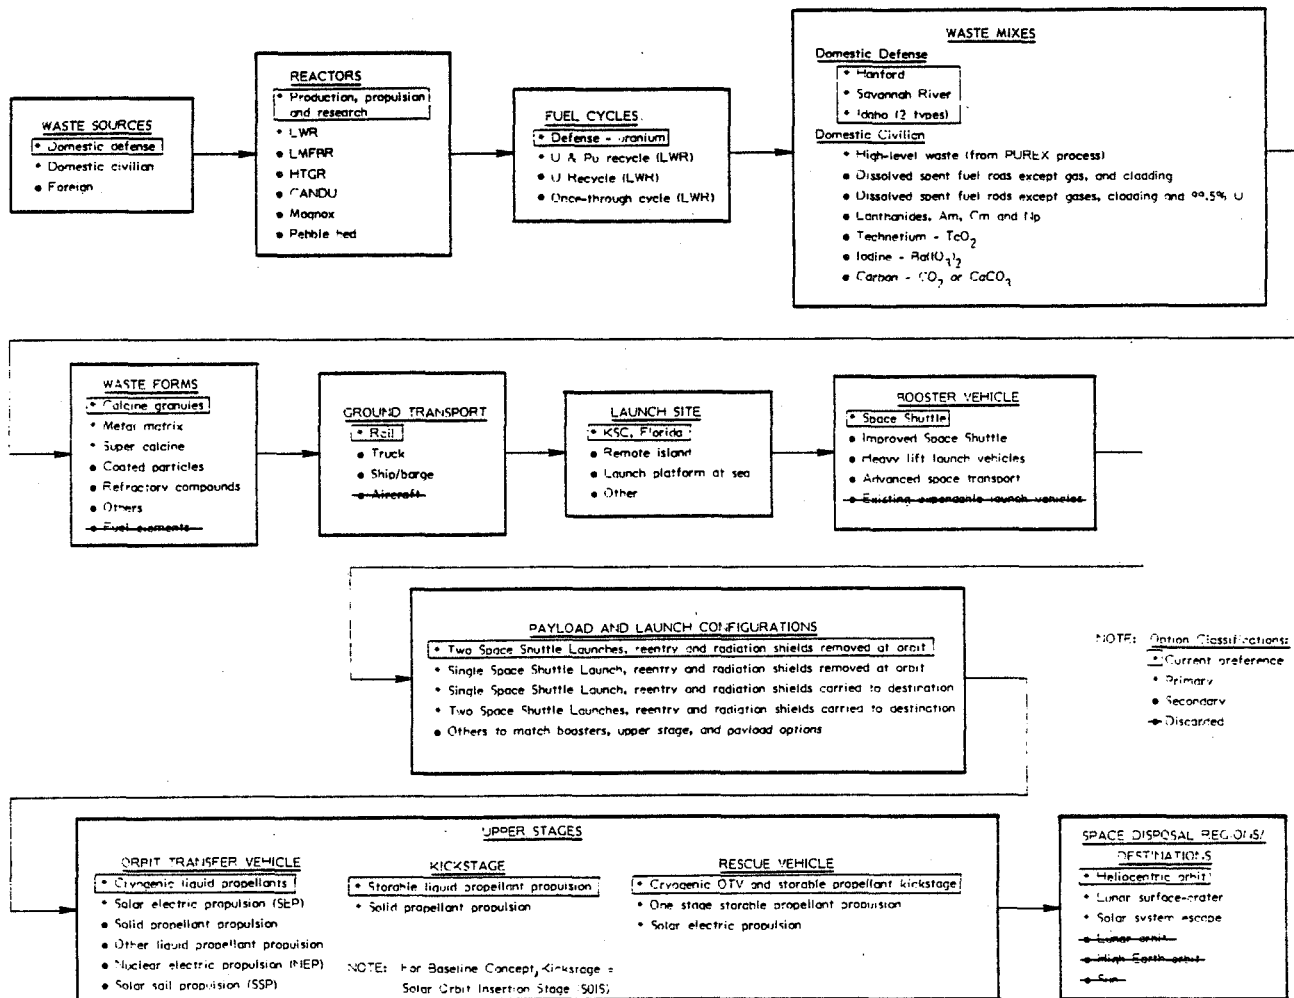 WASTE SOURCES
* Domestic defense
* Domestic civilian
● Foreign
REACTORS
* Production, propulsion
and research
* LWR
● LMFBR
● HTGR
● CANDU
● Magnox
● Pebble bed
FUEL CYCLES
* Defense - uranium
* U & Pu recycle (LWR)
● U Recycle (LWR)
● Once-through cycle (LWR)
WASTE MIXES
Domestic Defense
* Hanford
* Savannah River
* Idaho (2 types)
Domestic Civilian
* High-level waste (from PUREX process)
● Dissolved spent fuel rods except gas, and cladding
● Dissolved spent fuel rods except gases, cladding and 99.5% U
● Lanthanides, Am, Cm and Np
● Technetium - TcO2
● Iodine - Ba(IO3)2
● Carbon - CO2 or CaCO3
WASTE FORMS
* Calcine granules
* Metal matrix
* Super calcine
● Coated particles
● Refractory compounds
● Others
● Fuel elements
GROUND TRANSPORT
* Rail
● Truck
● Ship/barge
● Aircraft
LAUNCH SITE
* KSC, Florida
● Remote island
● Launch platform at sea
● Other
BOOSTER VEHICLE
* Space Shuttle
● Improved Space Shuttle
● Heavy lift launch vehicles
● Advanced space transport
● Existing expendable launch vehicles
PAYLOAD AND LAUNCH CONFIGURATIONS
* Two Space Shuttle Launches, reentry and radiation shields removed at orbit
* Single Space Shuttle Launch, reentry and radiation shields removed at orbit
* Single Space Shuttle Launch, reentry and radiation shields carried to destination
* Two Space Shuttle Launches, reentry and radiation shields carried to destination
● Others to match boosters, upper stage, and payload options
NOTE: Option Classifications:
* Current preference
* Primary
● Secondary
● Discarded
UPPER STAGES
ORBIT TRANSFER VEHICLE
* Cryogenic liquid propellants
* Solar electric propulsion (SEP)
● Solid propellant propulsion
● Other liquid propellant propulsion
● Nuclear electric propulsion (NEP)
● Solar sail propulsion (SSP)
KICKSTAGE
* Storable liquid propellant propulsion
* Solid propellant propulsion
NOTE: For Baseline Concept, Kickstage =
Solar Orbit Insertion Stage (SOIS)
RESCUE VEHICLE
* Cryogenic OTV and storable propellant kickstage
* One stage storable propellant propulsion
* Solar electric propulsion
SPACE DISPOSAL REGIONS/
DESTINATIONS
* Heliocentric orbit
* Lunar surface-crater
* Solar system escape
● Lunar orbit
● High Earth orbit
● Sun